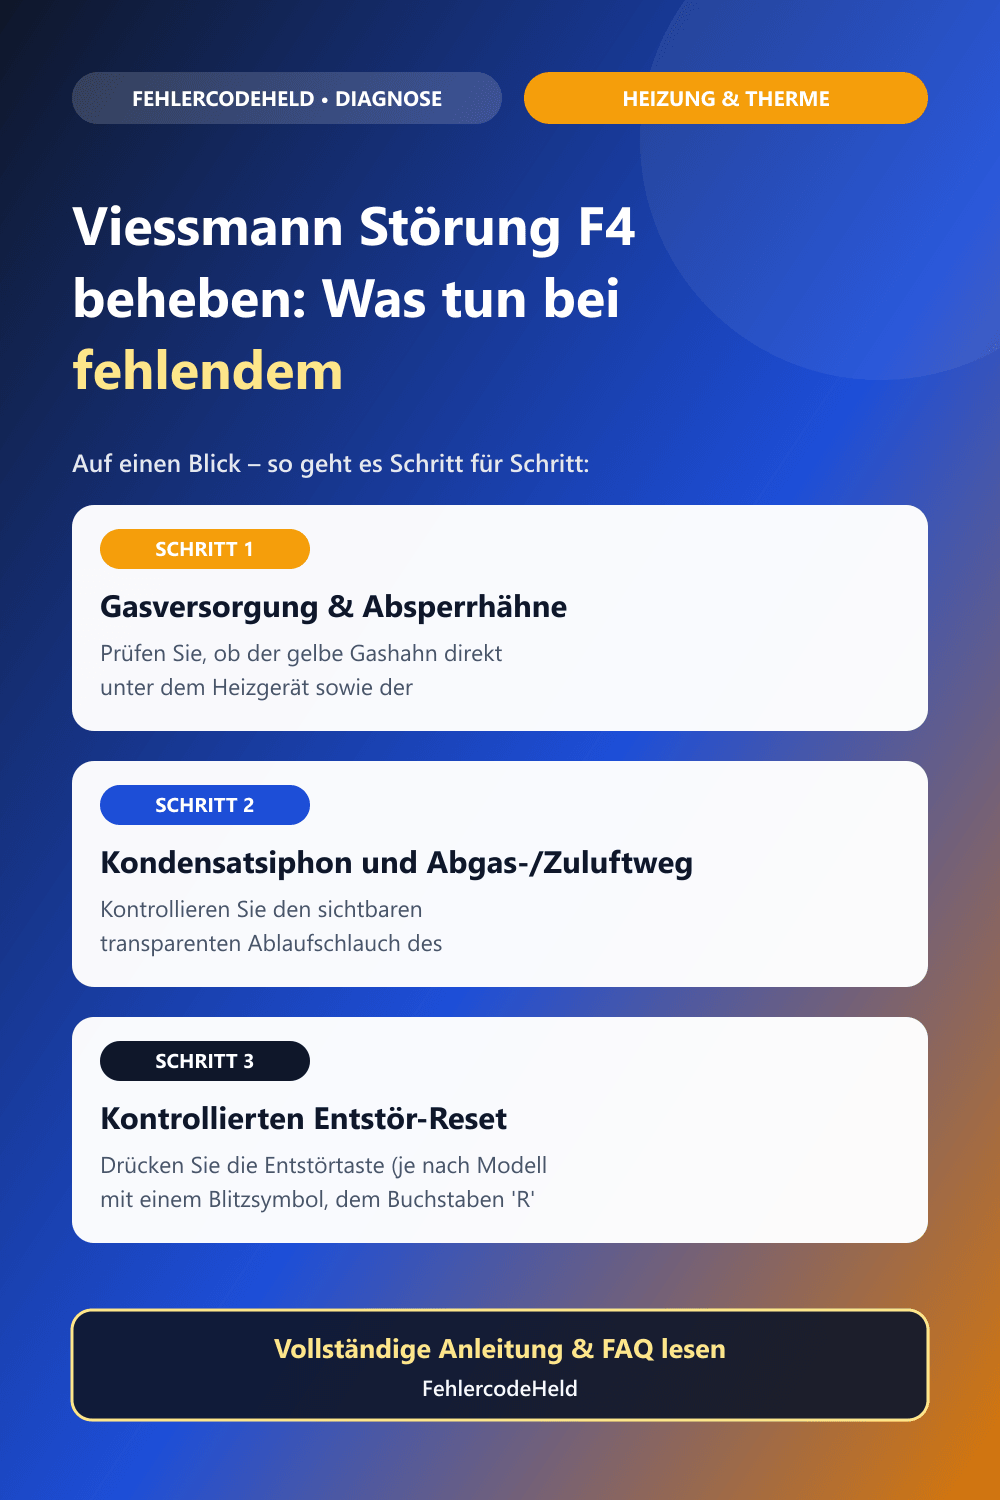 FEHLERCODEHELD • DIAGNOSE
HEIZUNG & THERME
Viessmann Störung F4
beheben: Was tun bei
fehlendem
Auf einen Blick – so geht es Schritt für Schritt:
SCHRITT 1
Gasversorgung & Absperrhähne
Prüfen Sie, ob der gelbe Gashahn direkt
unter dem Heizgerät sowie der
SCHRITT 2
Kondensatsiphon und Abgas-/Zuluftweg
Kontrollieren Sie den sichtbaren
transparenten Ablaufschlauch des
SCHRITT 3
Kontrollierten Entstör-Reset
Drücken Sie die Entstörtaste (je nach Modell
mit einem Blitzsymbol, dem Buchstaben 'R'
Vollständige Anleitung & FAQ lesen
FehlercodeHeld